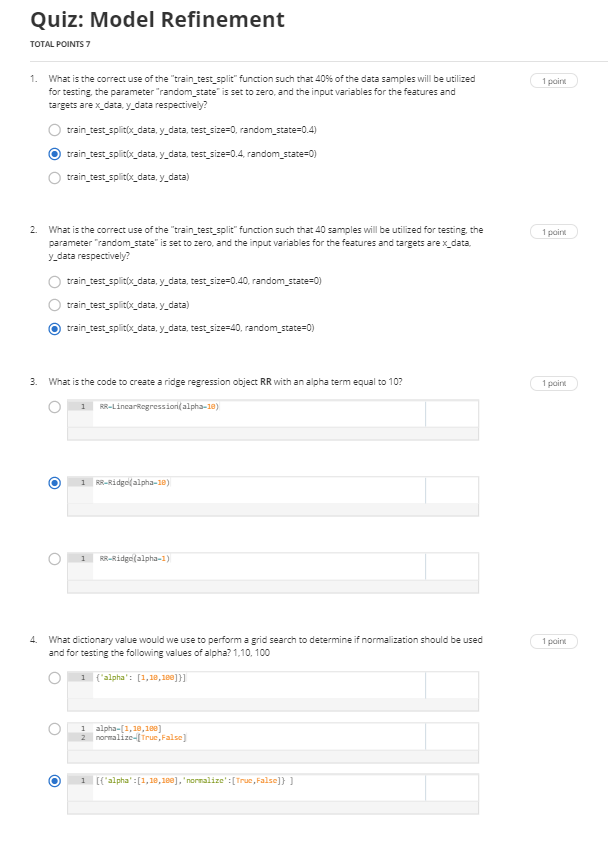 Quiz: Model Refinement
TOTAL POINTS 7
1. What is the correct use of the "train_test_split" function such that 40% of the data samples will be utilized 1 point
for testing, the parameter "random_state" is set to zero, and the input variables for the features and
targets are x_data, y_data respectively?
train_test_split(x_data, y_data, test_size=0, random_state=0.4)
train_test_split(x_data, y_data, test_size=0.4, random_state=0)
train_test_split(x_data, y_data)
2. What is the correct use of the "train_test_split" function such that 40 samples will be utilized for testing, the 1 point
parameter "random_state" is set to zero, and the input variables for the features and targets are x_data,
y_data respectively?
train_test_split(x_data, y_data, test_size=0.40, random_state=0)
train_test_split(x_data, y_data)
train_test_split(x_data, y_data, test_size=40, random_state=0)
3. What is the code to create a ridge regression object RR with an alpha term equal to 10? 1 point
1 RR=LinearRegression(alpha=10)
1 RR=Ridge(alpha=10)
1 RR=Ridge(alpha=1)
4. What dictionary value would we use to perform a grid search to determine if normalization should be used 1 point
and for testing the following values of alpha? 1,10, 100
1 {'alpha': [1,10,100]}]
1 alpha=[1,10,100]
2 normalize=[True,False]
1 [{'alpha':[1,10,100],'normalize':[True,False]} ]